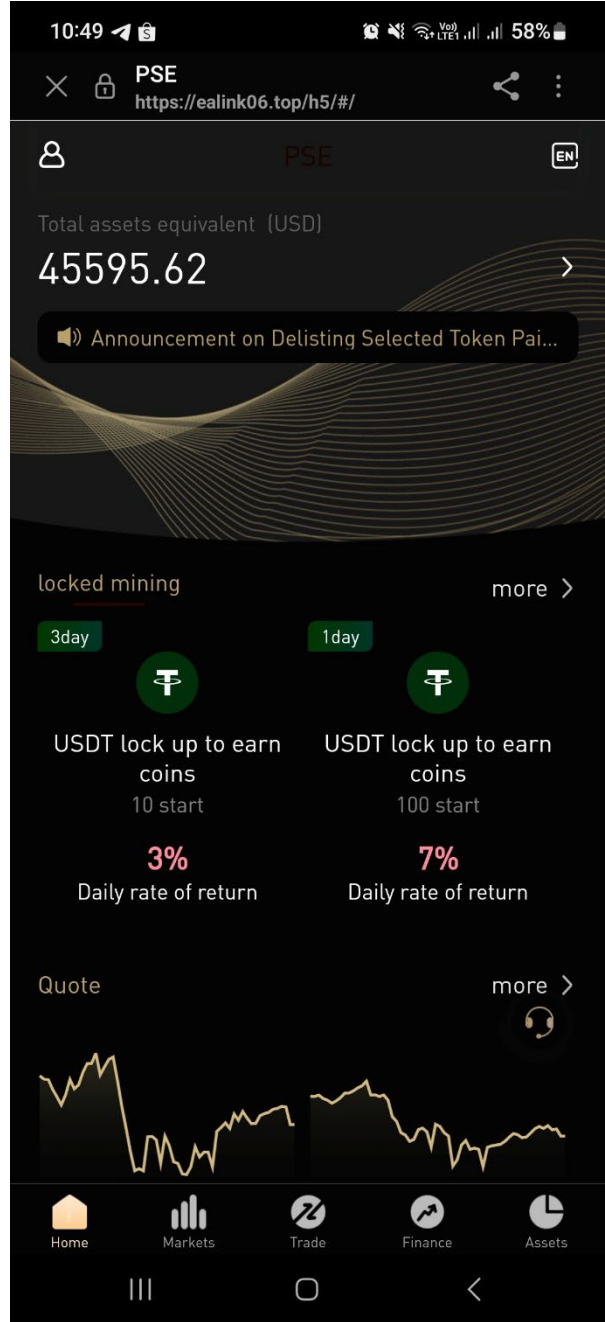 10:49
Vo))
LTE1
58%
PSE
https://ealink06.top/h5/#/
PSE
EN
Total assets equivalent (USD)
45595.62
Announcement on Delisting Selected Token Pai...
locked mining
more >
3day
1day
USDT lock up to earn coins
10 start
3%
Daily rate of return
USDT lock up to earn coins
100 start
7%
Daily rate of return
Quote
more >
Home
Markets
Trade
Finance
Assets